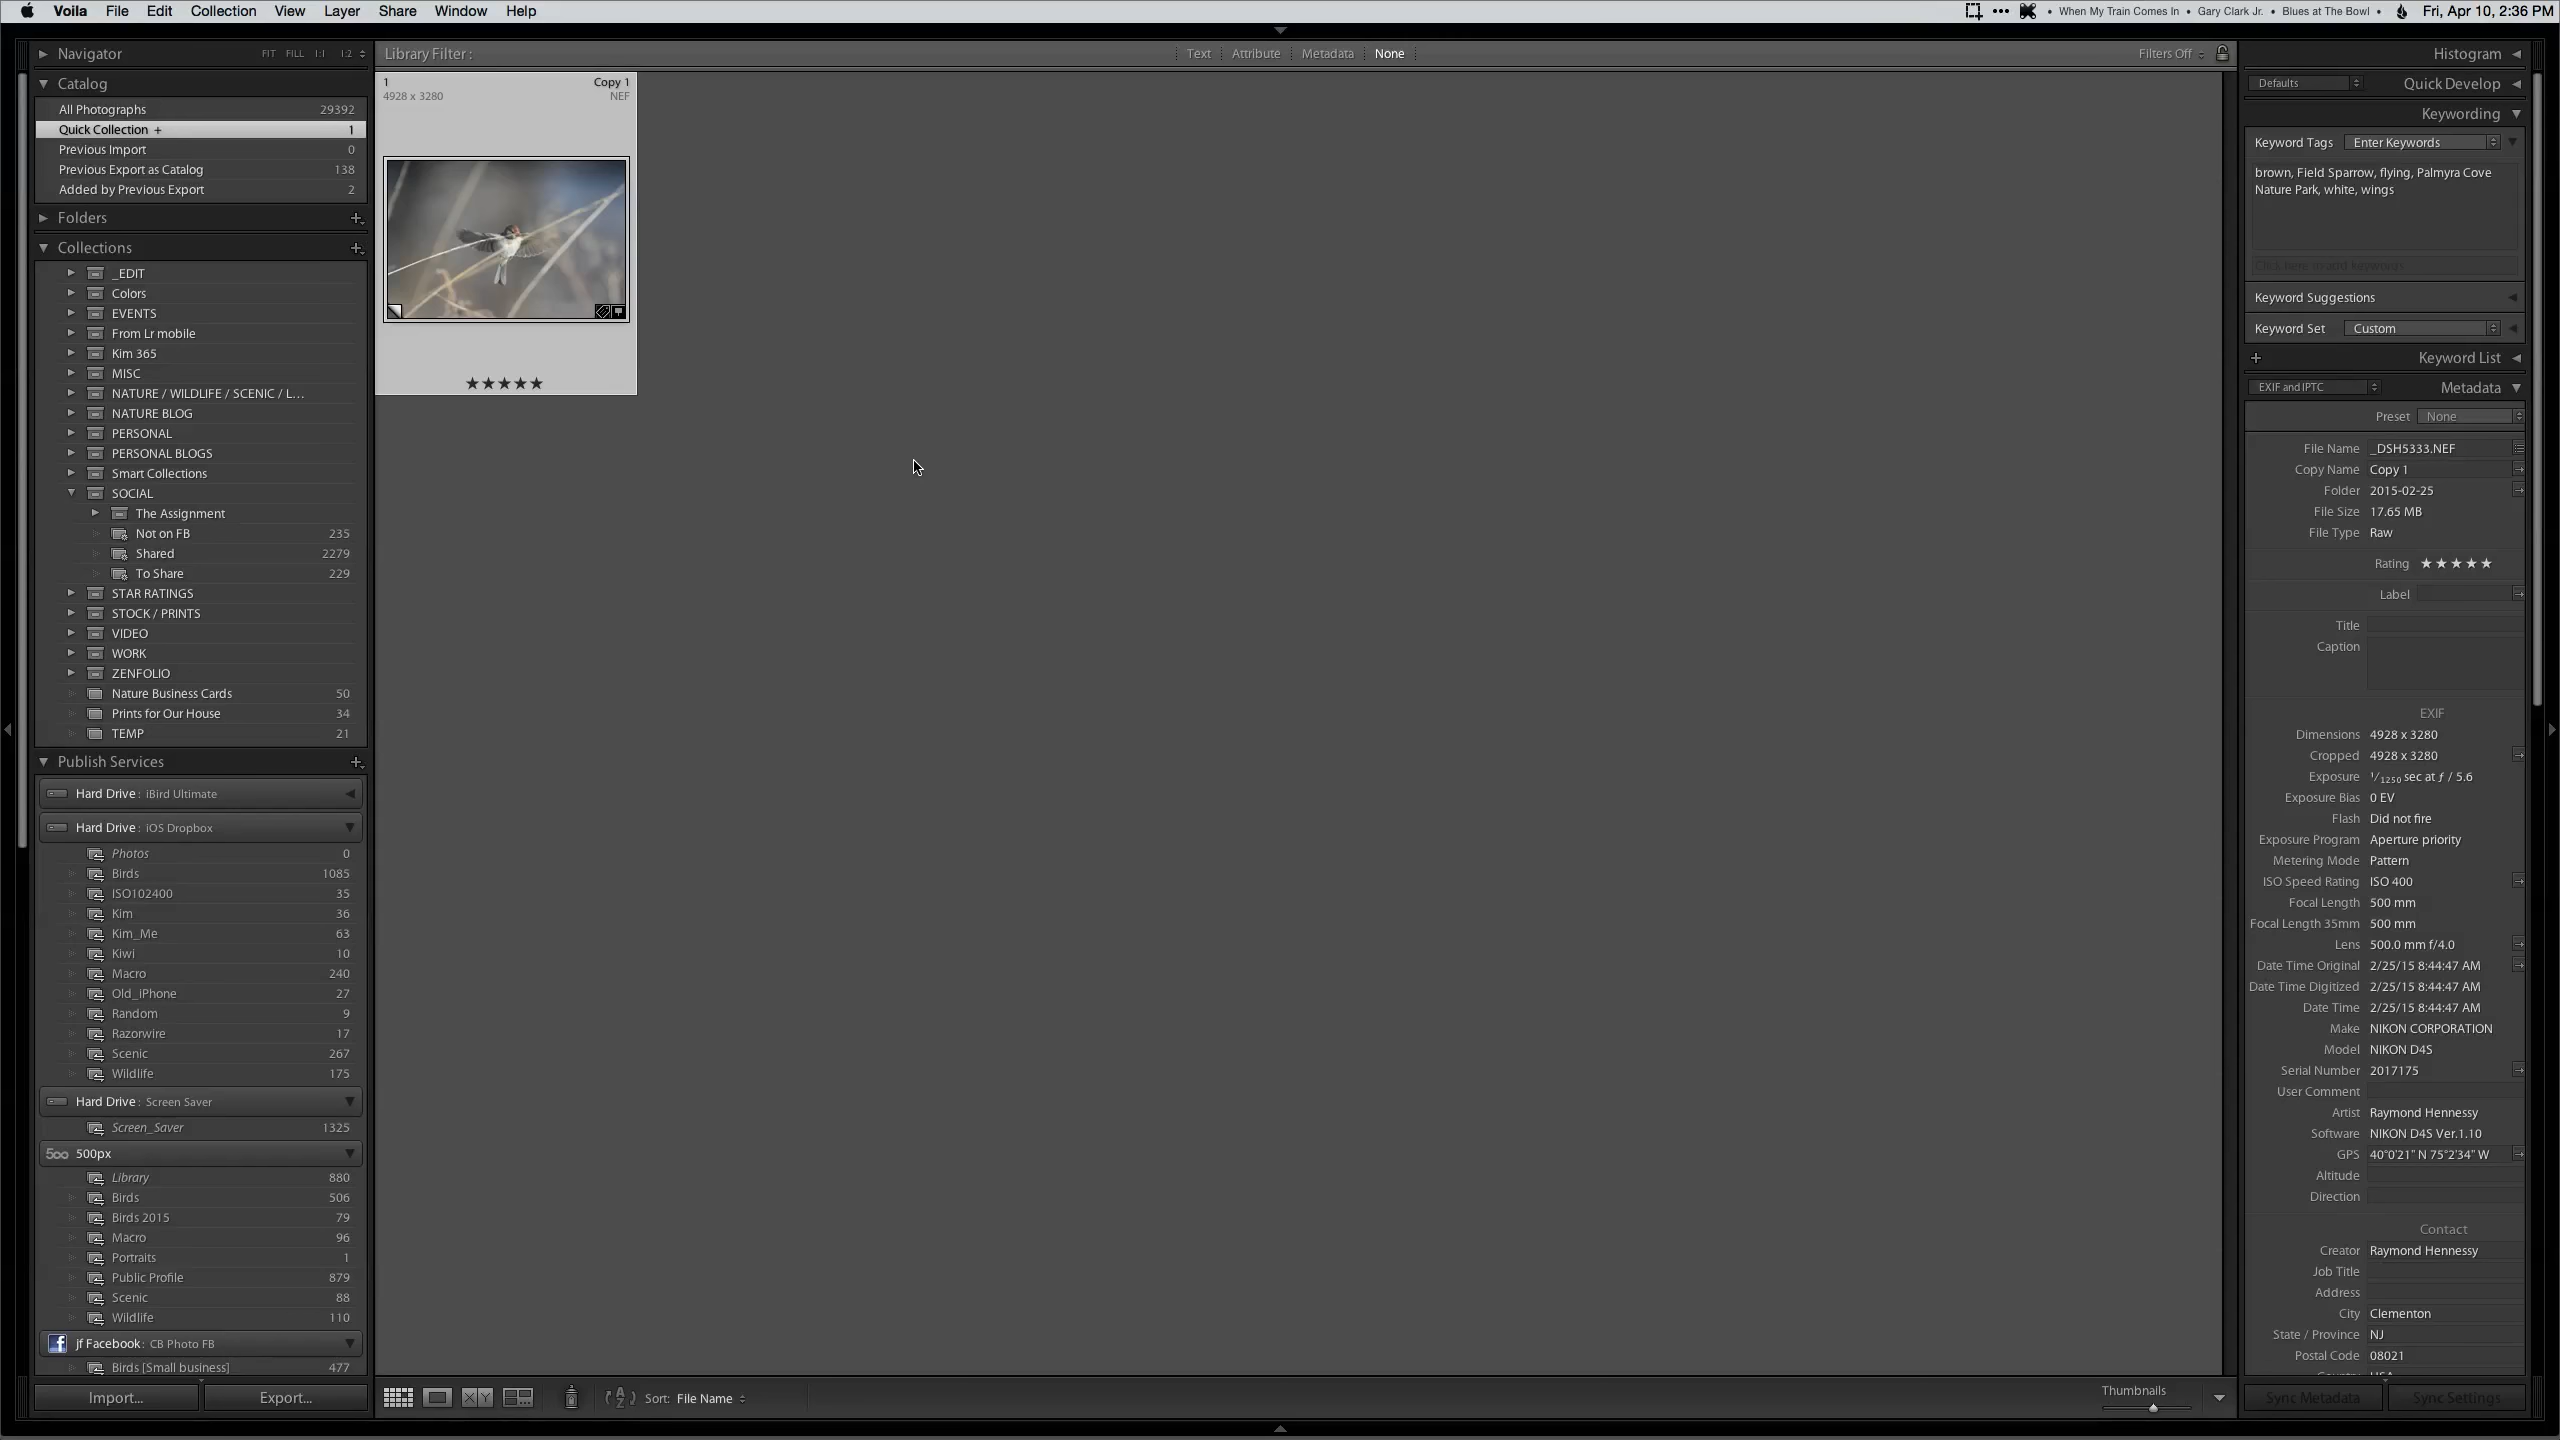 Voila File Edit Collection View Layer Share Window Help
••• • When My Train Comes In • Gary Clark Jr. • Blues at The Bowl • Fri, Apr 10, 2:36 PM
Navigator FIT FILL 1:1 1:2
Catalog
All Photographs 29392
Quick Collection + 1
Previous Import 0
Previous Export as Catalog 138
Added by Previous Export 2
Folders
Collections
_EDIT
Colors
EVENTS
From Lr mobile
Kim 365
MISC
NATURE / WILDLIFE / SCENIC / L...
NATURE BLOG
PERSONAL
PERSONAL BLOGS
Smart Collections
SOCIAL
The Assignment
Not on FB 235
Shared 2279
To Share 229
STAR RATINGS
STOCK / PRINTS
VIDEO
WORK
ZENFOLIO
Nature Business Cards 50
Prints for Our House 34
TEMP 21
Publish Services
Hard Drive: iBird Ultimate
Hard Drive: iOS Dropbox
Photos 0
Birds 1085
ISO102400 35
Kim 36
Kim_Me 63
Kiwi 10
Macro 240
Old_iPhone 27
Random 9
Razorwire 17
Scenic 267
Wildlife 175
Hard Drive: Screen Saver
Screen_Saver 1325
500 500px
Library 880
Birds 506
Birds 2015 79
Macro 96
Portraits 1
Public Profile 879
Scenic 88
Wildlife 110
f jf Facebook: CB Photo FB
Birds [Small business] 477
Import... Export...
Library Filter: Text Attribute Metadata None Filters Off
1 Copy 1
4928 x 3280 NEF
★★★★★
XY AZ Sort: File Name Thumbnails
Histogram
Defaults Quick Develop
Keywording
Keyword Tags Enter Keywords
brown, Field Sparrow, flying, Palmyra Cove
Nature Park, white, wings
Click here to add keywords
Keyword Suggestions
Keyword Set Custom
+ Keyword List
EXIF and IPTC Metadata
Preset None
File Name _DSH5333.NEF
Copy Name Copy 1
Folder 2015-02-25
File Size 17.65 MB
File Type Raw
Rating ★★★★★
Label
Title
Caption
EXIF
Dimensions 4928 x 3280
Cropped 4928 x 3280
Exposure 1/1250 sec at ƒ / 5.6
Exposure Bias 0 EV
Flash Did not fire
Exposure Program Aperture priority
Metering Mode Pattern
ISO Speed Rating ISO 400
Focal Length 500 mm
Focal Length 35mm 500 mm
Lens 500.0 mm f/4.0
Date Time Original 2/25/15 8:44:47 AM
Date Time Digitized 2/25/15 8:44:47 AM
Date Time 2/25/15 8:44:47 AM
Make NIKON CORPORATION
Model NIKON D4S
Serial Number 2017175
User Comment
Artist Raymond Hennessy
Software NIKON D4S Ver.1.10
GPS 40°0'21" N 75°2'34" W
Altitude
Direction
Contact
Creator Raymond Hennessy
Job Title
Address
City Clementon
State / Province NJ
Postal Code 08021
Sync Metadata Sync Settings